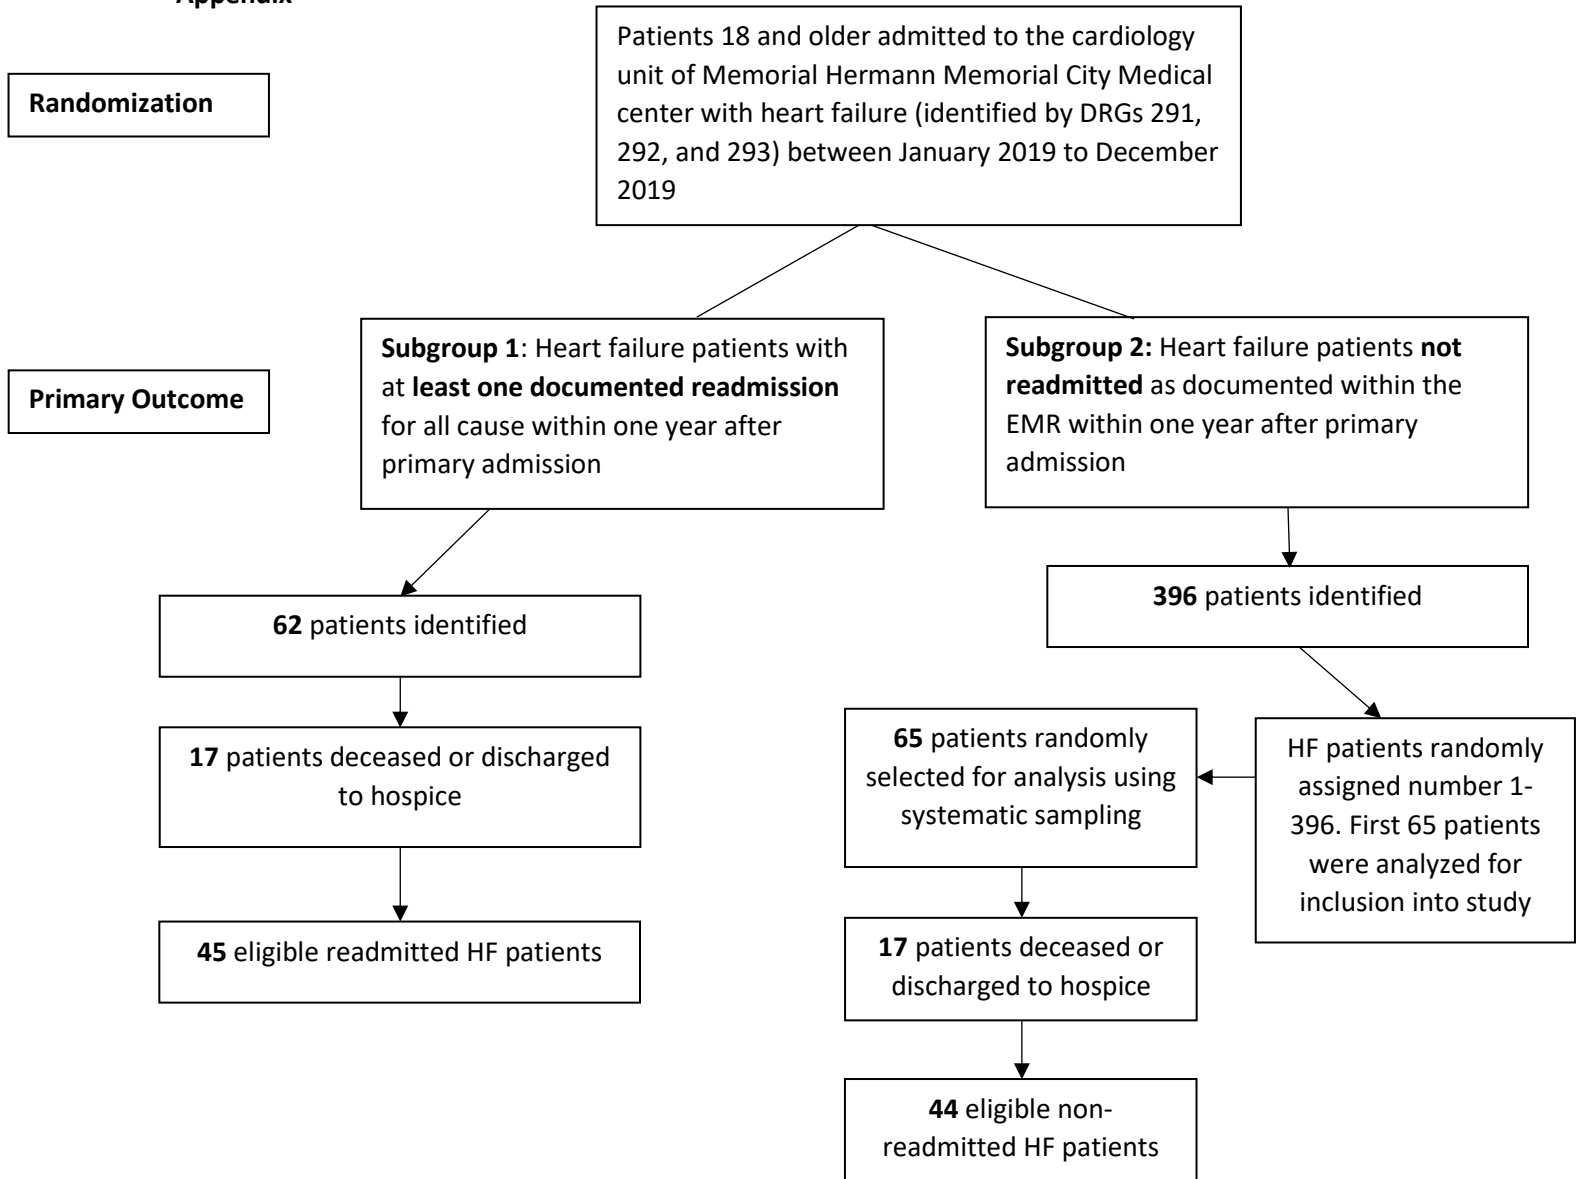 Appendix
Patients 18 and older admitted to the cardiology
unit of Memorial Hermann Memorial City Medical
center with heart failure (identified by DRGs 291,
292, and 293) between January 2019 to December
2019
Randomization
Subgroup 1: Heart failure patients with
at least one documented readmission
for all cause within one year after
primary admission
Subgroup 2: Heart failure patients not
readmitted as documented within the
EMR within one year after primary
admission
Primary Outcome
62 patients identified
17 patients deceased or discharged
to hospice
45 eligible readmitted HF patients
396 patients identified
HF patients randomly
assigned number 1-
396. First 65 patients
were analyzed for
inclusion into study
65 patients randomly
selected for analysis using
systematic sampling
17 patients deceased or
discharged to hospice
44 eligible non-
readmitted HF patients